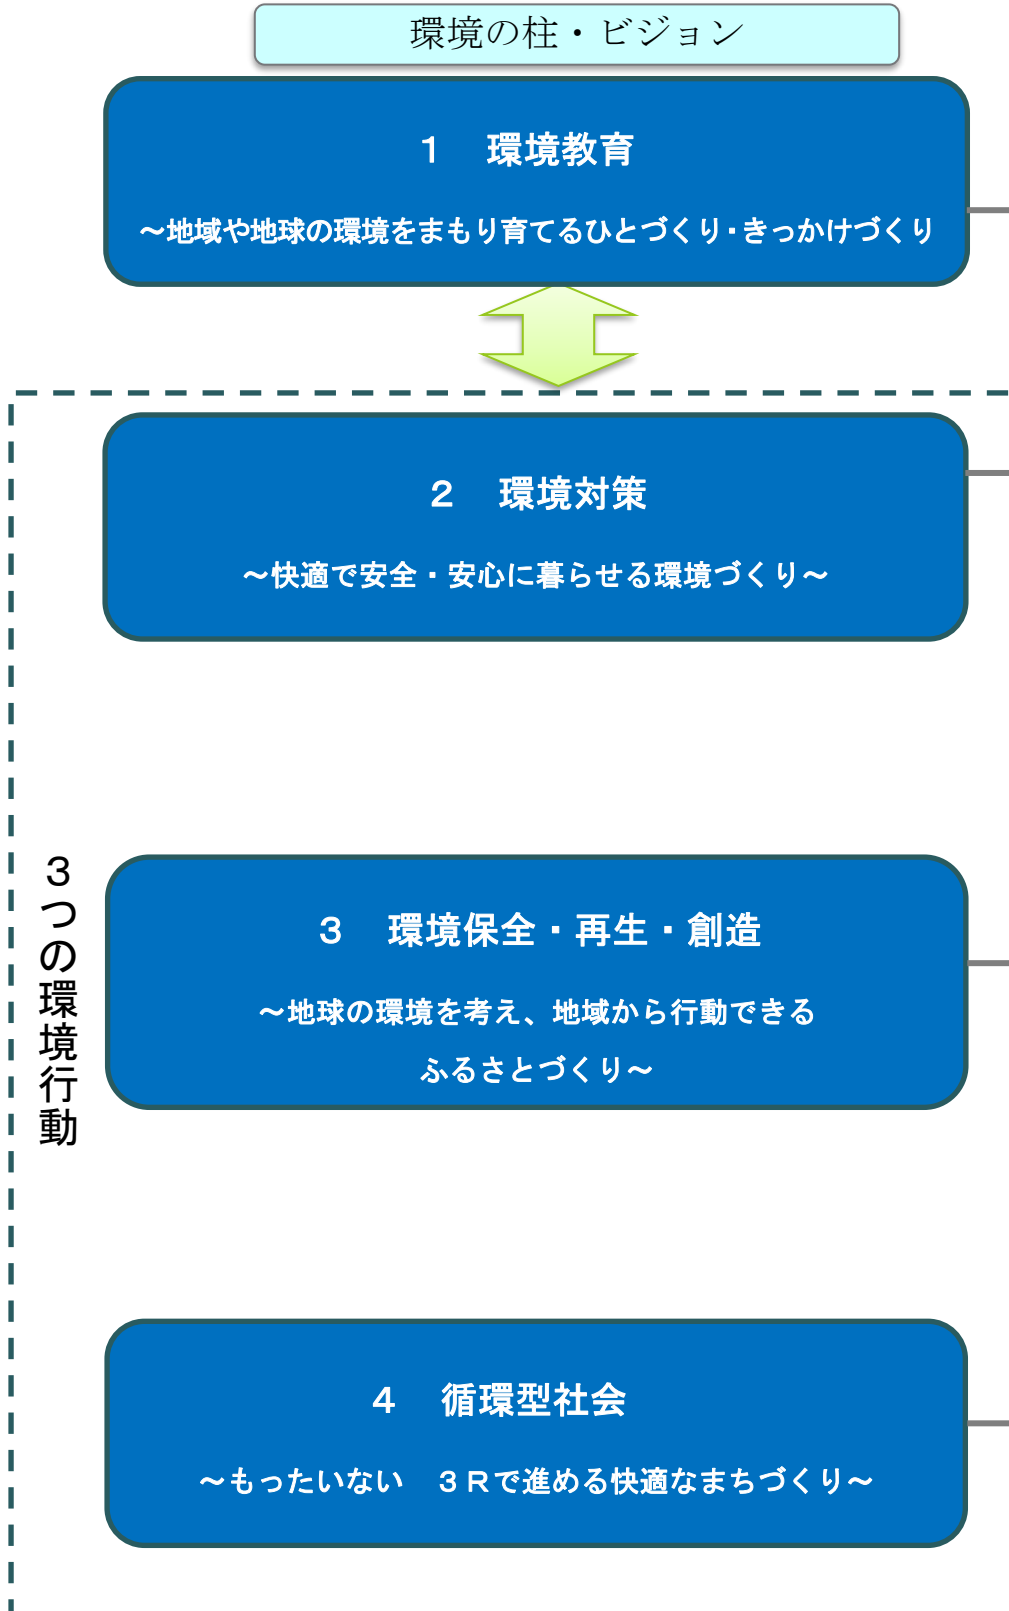 環境の柱・ビジョン
１　環境教育
～地域や地球の環境をまもり育てるひとづくり・きっかけづくり
２　環境対策
～快適で安全・安心に暮らせる環境づくり～
３つの環境行動
３　環境保全・再生・創造
～地球の環境を考え、地域から行動できる
ふるさとづくり～
４　循環型社会
～もったいない　３Ｒで進める快適なまちづくり～